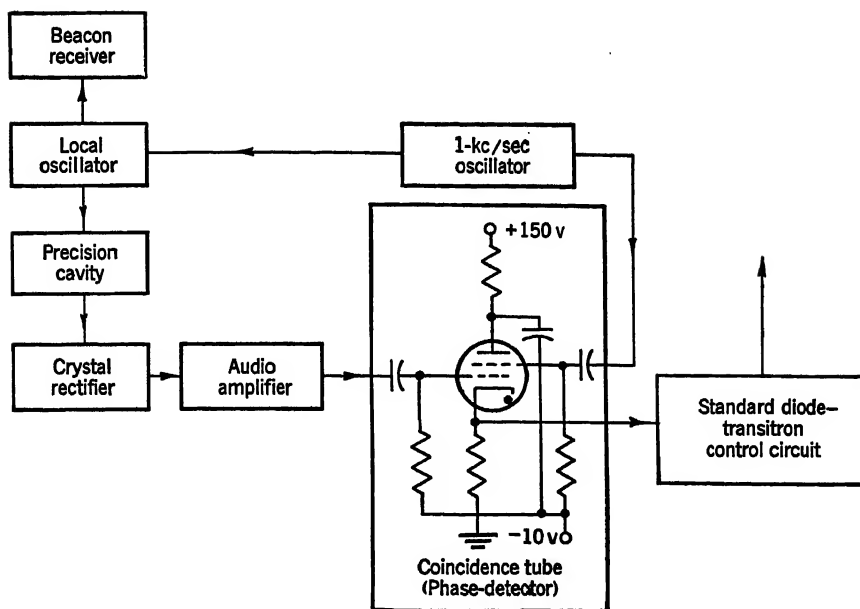 Beacon
receiver
Local
oscillator
1-kc/sec
oscillator
Precision
cavity
+150 v
Crystal
rectifier
Audio
amplifier
Standard diode–
transitron
control circuit
−10 v
Coincidence tube
(Phase-detector)